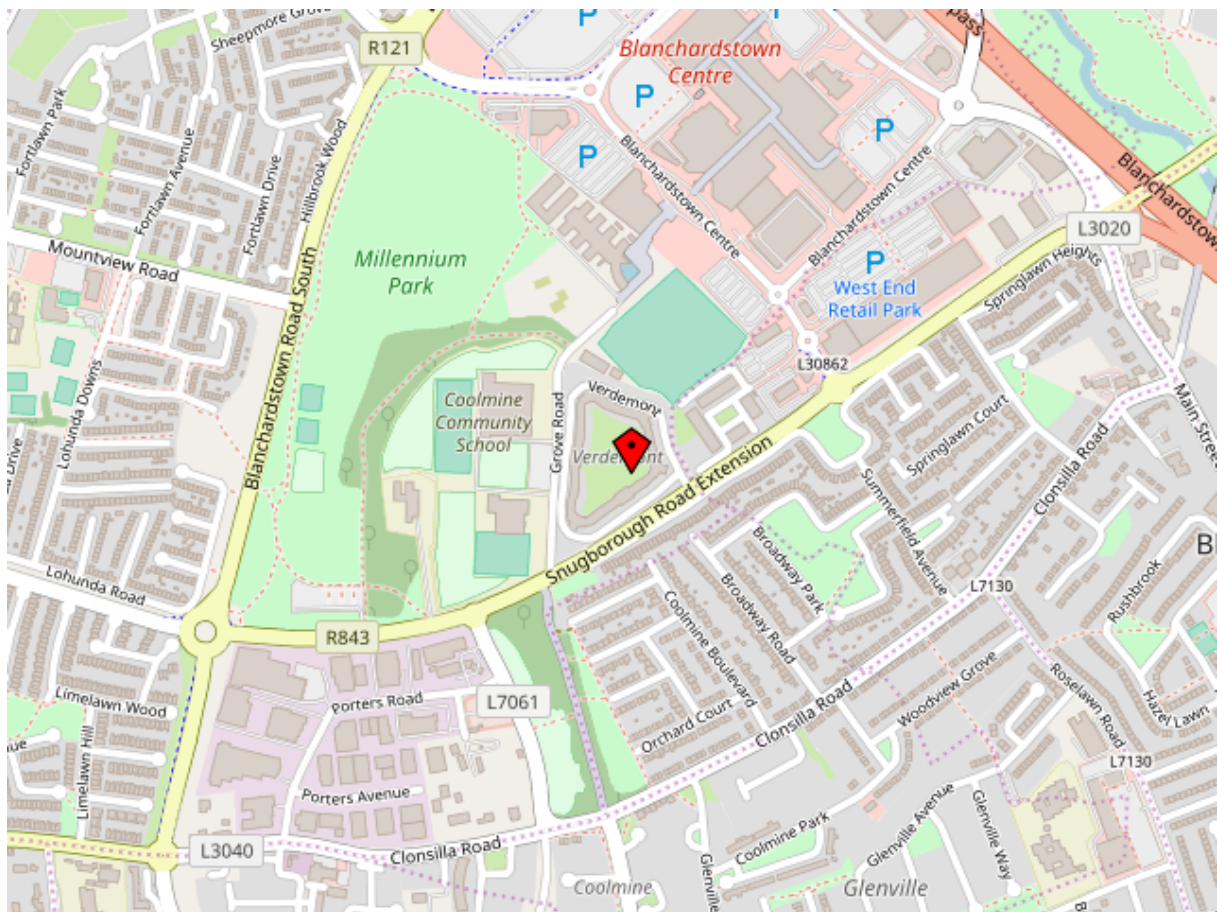 Sheepmore Grove
R121
P
Blanchardstown
Centre
P
P
P
Fortlawn Park
Fortlawn Avenue
Fortlawn Drive
Hillbrook Wood
Blanchardstown Centre
Blanchardstown Centre
Blanchardstown
L3020
Mountview Road
Millennium
Park
Blanchardstown Road South
P
West End
Retail Park
Springlawn Heights
L30862
Lohunda Downs
Drive
Coolmine
Community
School
Grove Road
Verdemont
Verdemont
Main Street
Springlawn Court
Clonsilla Road
Summerfield Avenue
Snugborough Road Extension
Broadway Park
Broadway Road
Coolmine Boulevard
L7130
Rushbrook
Lohunda Road
R843
Porters Road
L7061
Limelawn Wood
Limelawn Hill
Orchard Court
Clonsilla Road
Woodview Grove
Roselawn Road
Hazel Lawn
L7130
Porters Avenue
L3040
Clonsilla Road
Coolmine
Glenville
Coolmine Park
Glenville Avenue
Glenville Way
Glenville